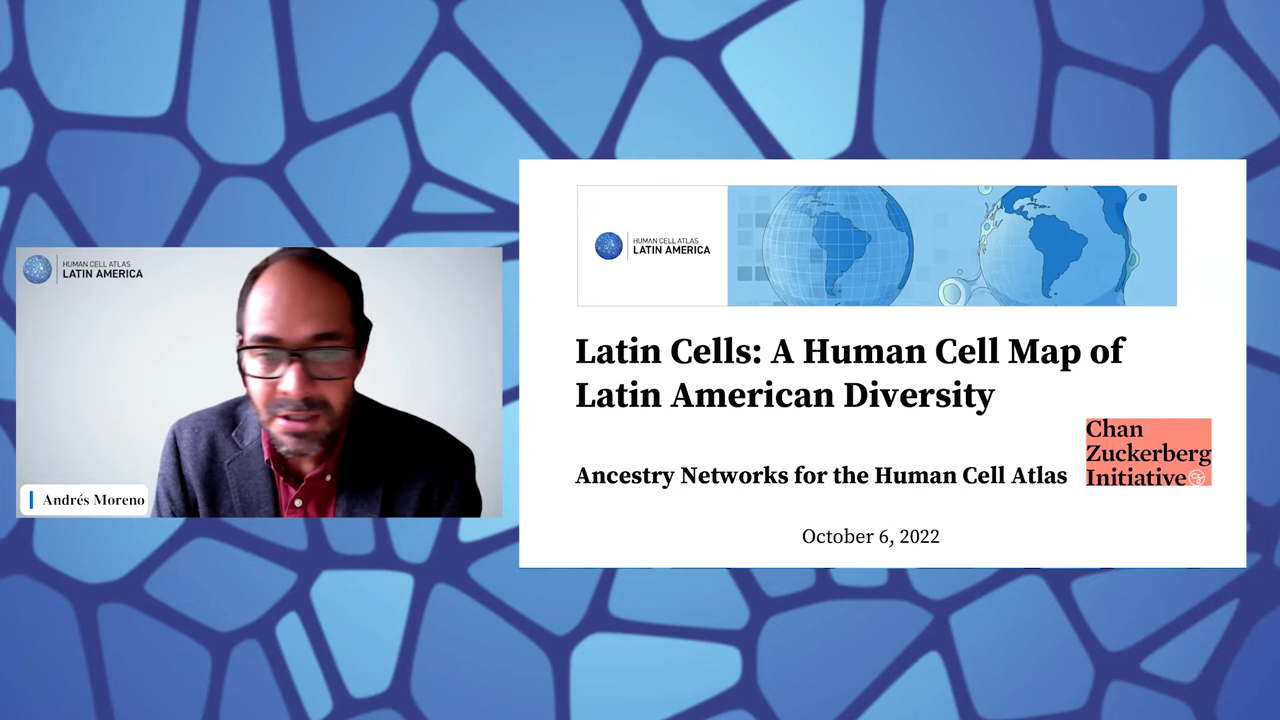 HUMAN CELL ATLAS
LATIN AMERICA
Andrés Moreno
HUMAN CELL ATLAS
LATIN AMERICA
Latin Cells: A Human Cell Map of
Latin American Diversity
Ancestry Networks for the Human Cell Atlas
Chan
Zuckerberg
Initiative
October 6, 2022